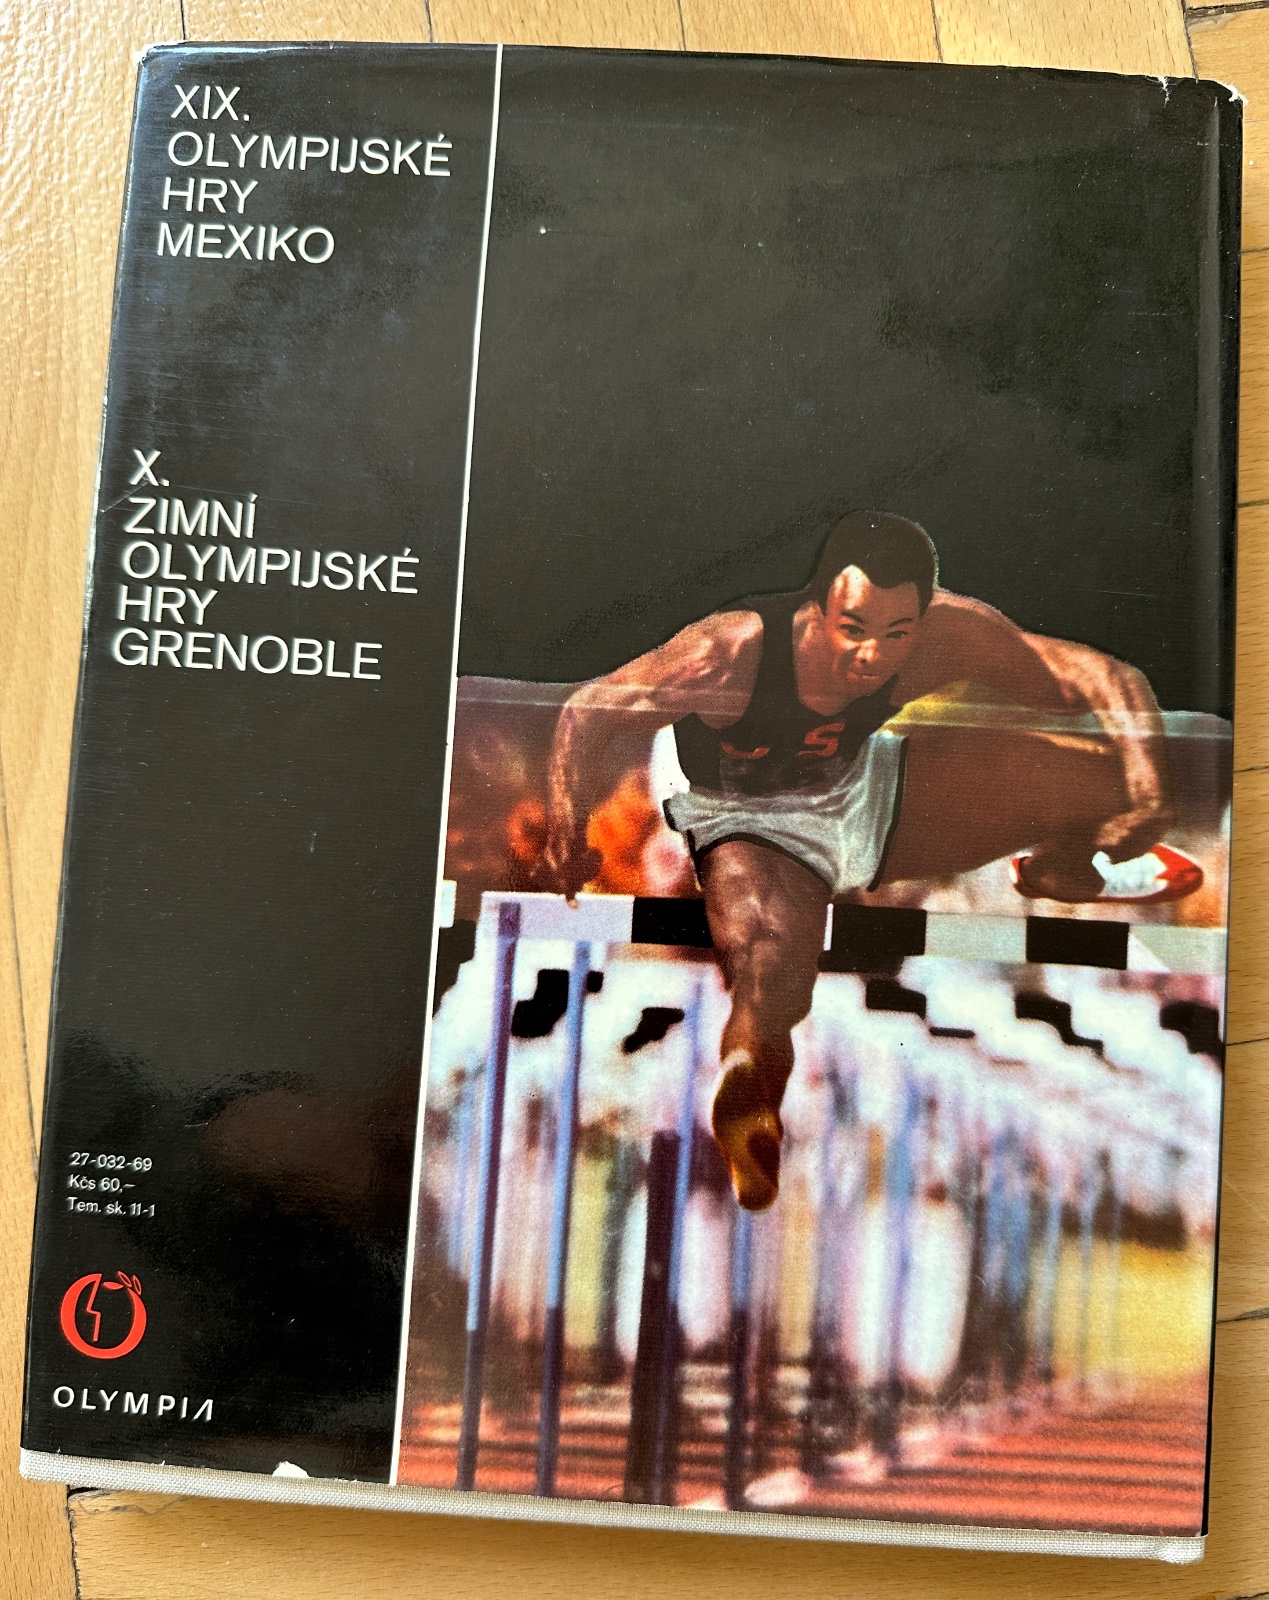 XIX.
OLYMPIJSKÉ
HRY
MEXIKO
X.
ZIMNÍ
OLYMPIJSKÉ
HRY
GRENOBLE
27-032-69
Kčs 60,–
Tem. sk. 11-1
OLYMPIA
S